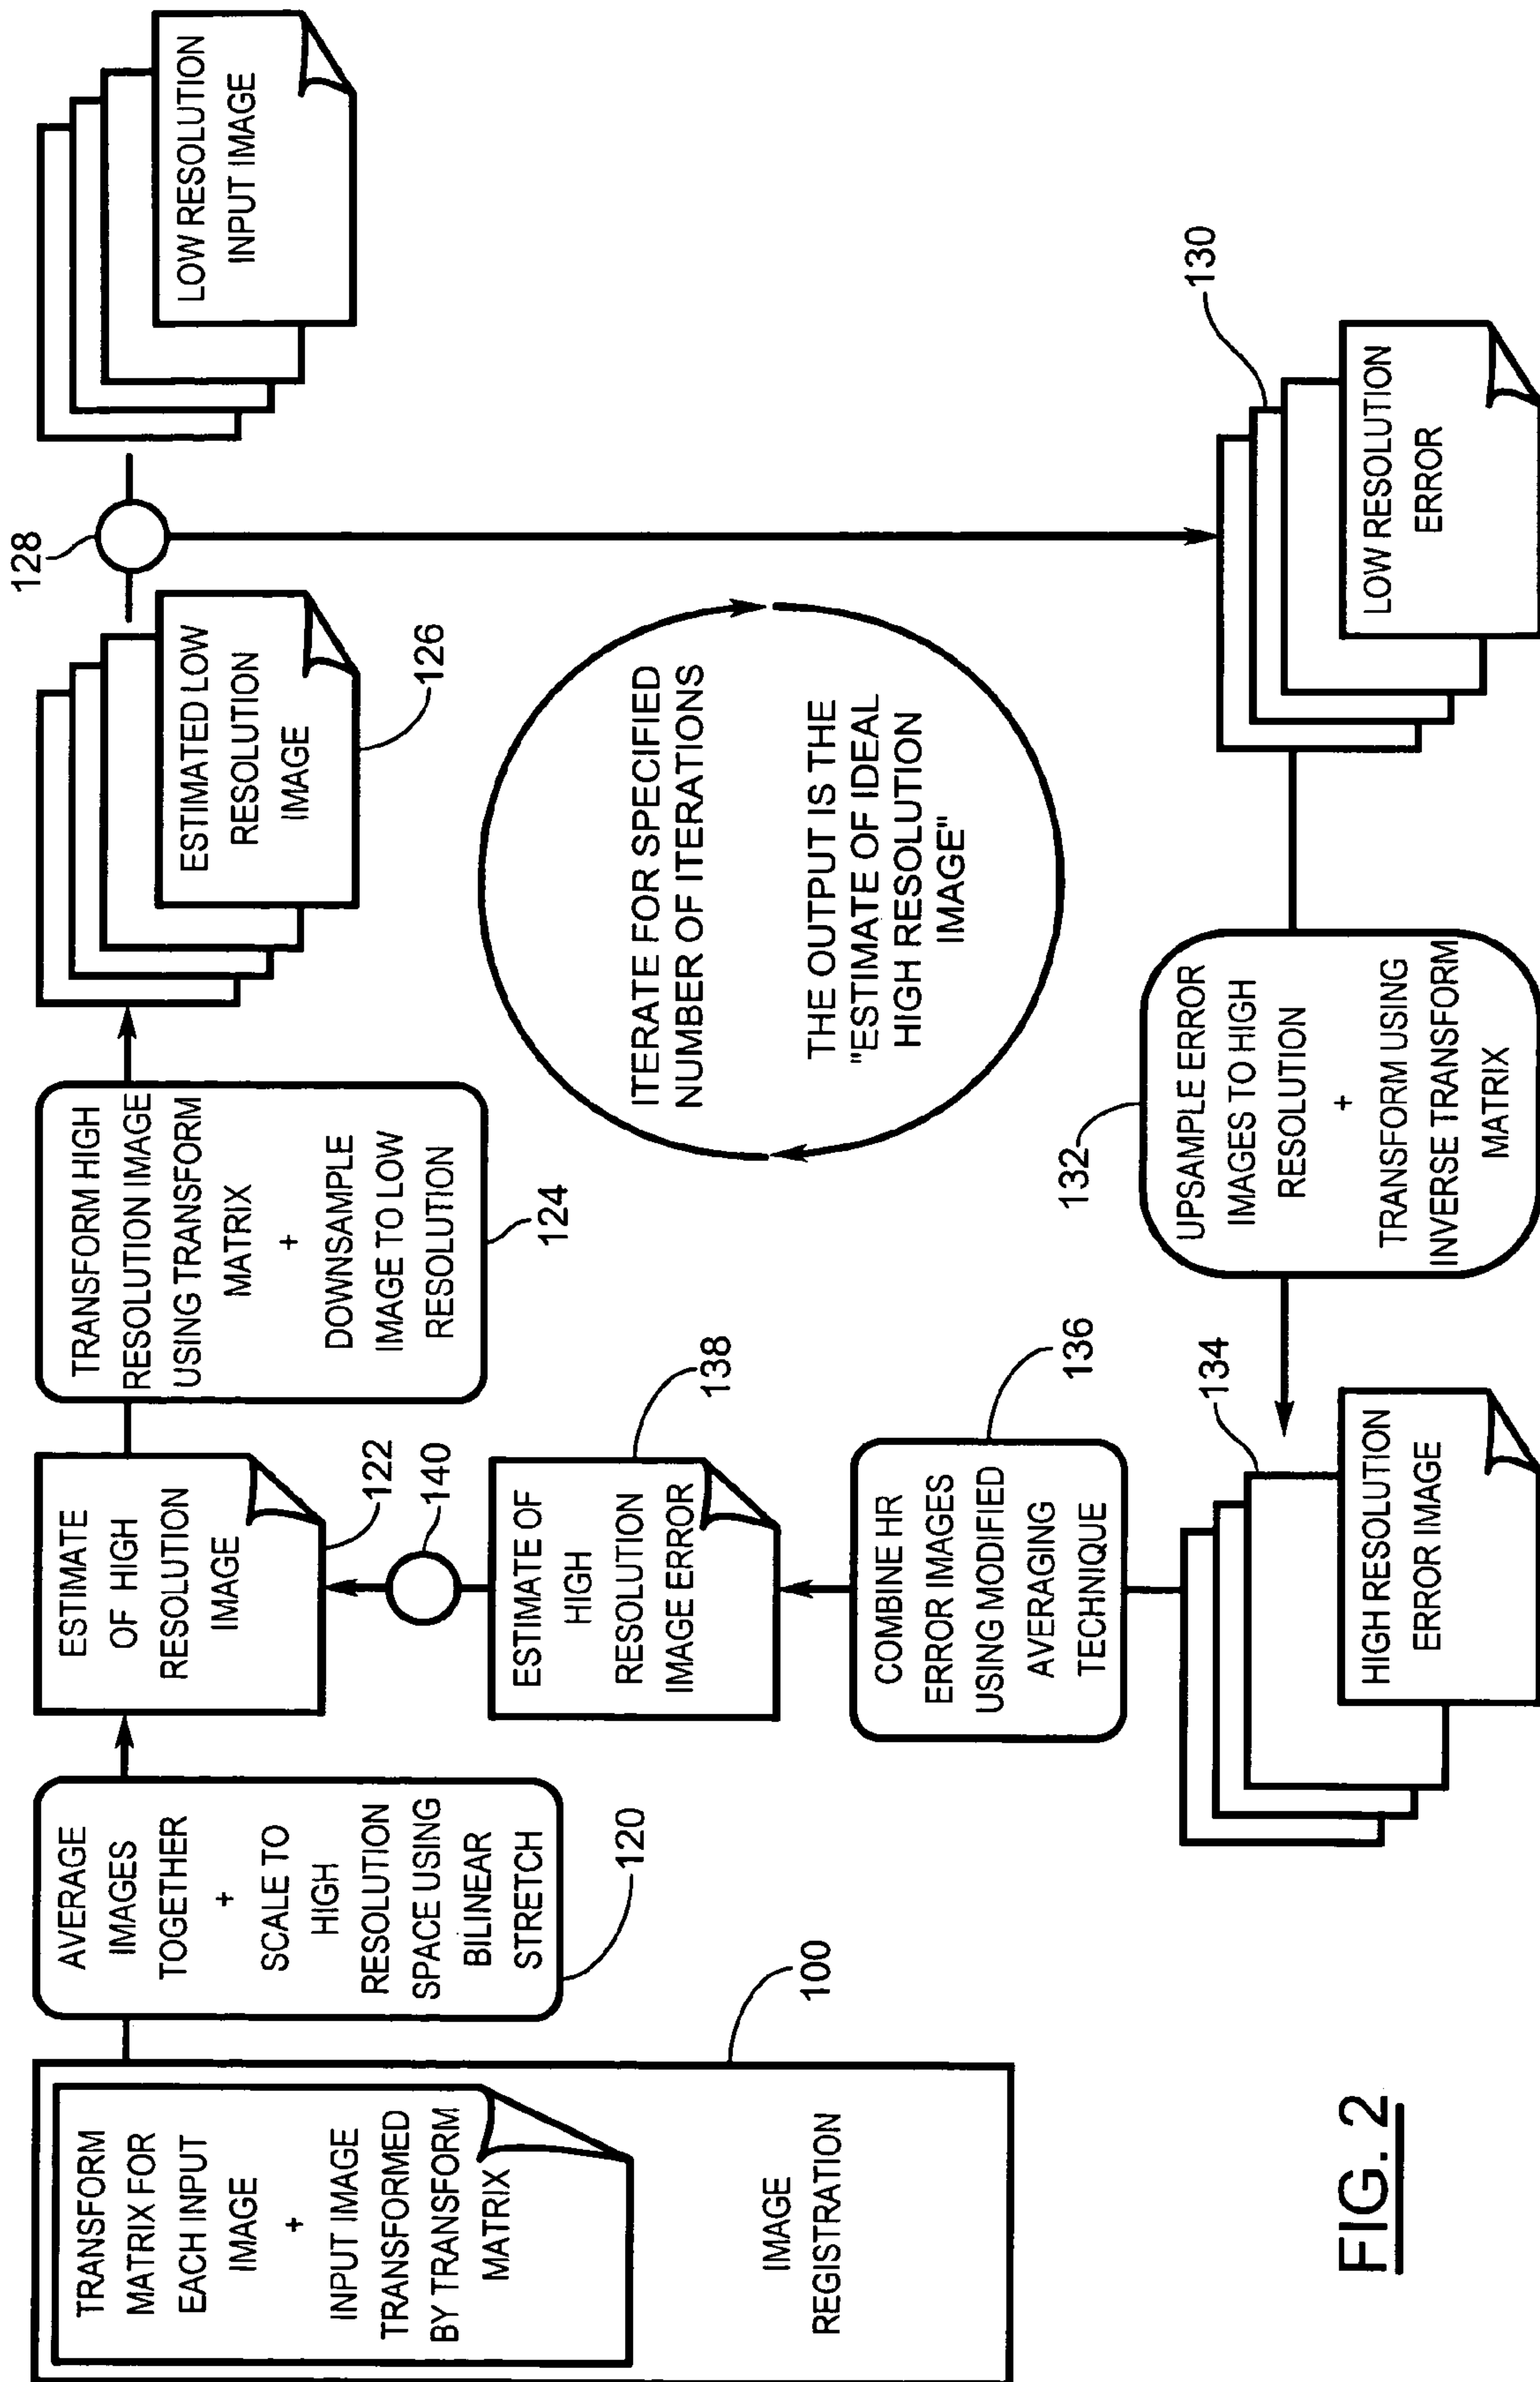 TRANSFORM
MATRIX FOR
EACH INPUT
IMAGE
+
INPUT IMAGE
TRANSFORMED
BY TRANSFORM
MATRIX
IMAGE
REGISTRATION
100
AVERAGE
IMAGES
TOGETHER
+
SCALE TO
HIGH
RESOLUTION
SPACE USING
BILINEAR
STRETCH
120
ESTIMATE
OF HIGH
RESOLUTION
IMAGE
122
TRANSFORM HIGH
RESOLUTION IMAGE
USING TRANSFORM
MATRIX
+
DOWNSAMPLE
IMAGE TO LOW
RESOLUTION
124
ESTIMATED LOW
RESOLUTION
IMAGE
126
128
LOW RESOLUTION
INPUT IMAGE
140
ESTIMATE OF
HIGH
RESOLUTION
IMAGE ERROR
138
ITERATE FOR SPECIFIED
NUMBER OF ITERATIONS
THE OUTPUT IS THE
"ESTIMATE OF IDEAL
HIGH RESOLUTION
IMAGE"
COMBINE HR
ERROR IMAGES
USING MODIFIED
AVERAGING
TECHNIQUE
136
134
HIGH RESOLUTION
ERROR IMAGE
132
UPSAMPLE ERROR
IMAGES TO HIGH
RESOLUTION
+
TRANSFORM USING
INVERSE TRANSFORM
MATRIX
130
LOW RESOLUTION
ERROR
FIG. 2